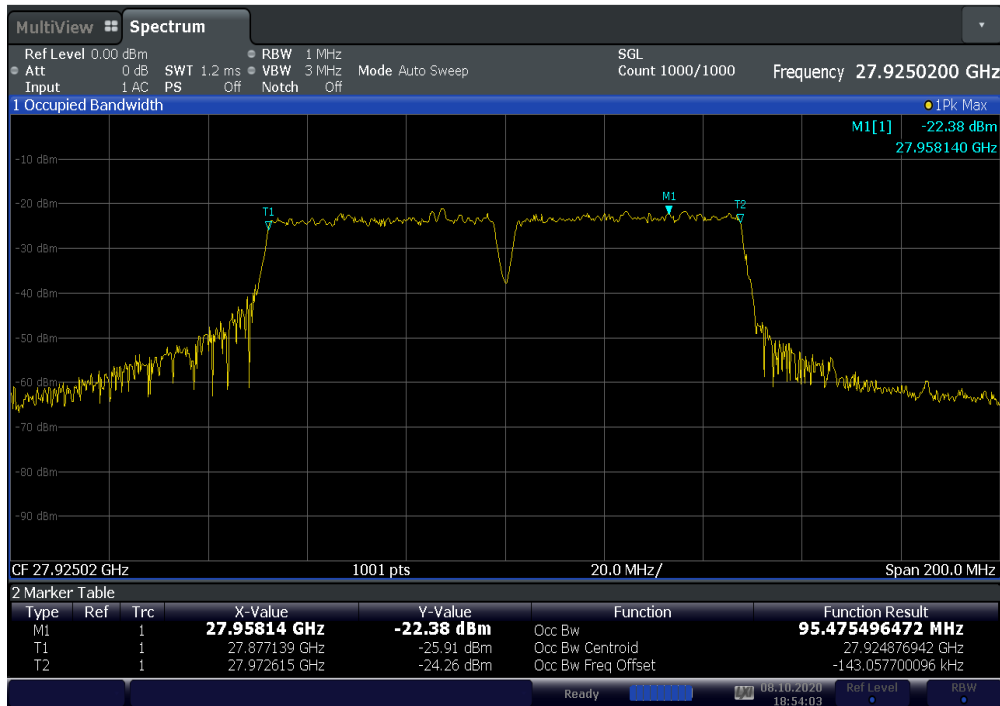 MultiView Spectrum
Ref Level 0.00 dBm RBW 1 MHz SGL
Att 0 dB SWT 1.2 ms VBW 3 MHz Mode Auto Sweep Count 1000/1000 Frequency 27.9250200 GHz
Input 1 AC PS Off Notch Off
1 Occupied Bandwidth 1Pk Max
M1[1] -22.38 dBm
27.958140 GHz
-10 dBm
M1
-20 dBm T2
T1
-30 dBm
-40 dBm
-50 dBm
-60 dBm
-70 dBm
-80 dBm
-90 dBm
CF 27.92502 GHz 1001 pts 20.0 MHz/ Span 200.0 MHz
2 Marker Table
Type Ref Trc X-Value Y-Value Function Function Result
M1 1 27.95814 GHz -22.38 dBm Occ Bw 95.475496472 MHz
T1 1 27.877139 GHz -25.91 dBm Occ Bw Centroid 27.924876942 GHz
T2 1 27.972615 GHz -24.26 dBm Occ Bw Freq Offset -143.057700096 kHz
Ready 08.10.2020 Ref Level RBW
18:54:03